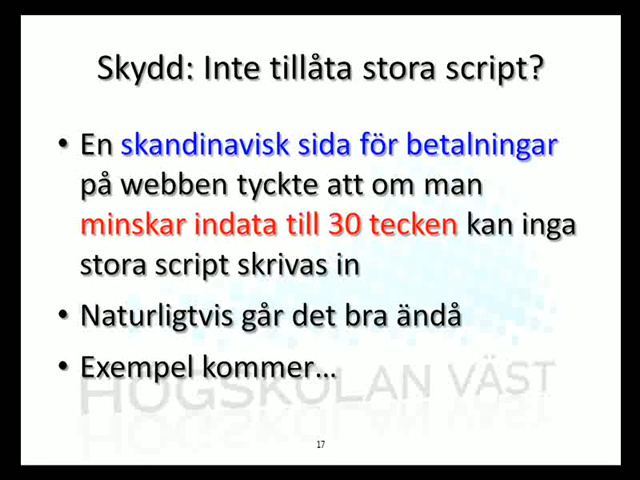 Skydd: Inte tillåta stora script?
• En skandinavisk sida för betalningar
på webben tyckte att om man
minskar indata till 30 tecken kan inga
stora script skrivas in
• Naturligtvis går det bra ändå
• Exempel kommer…
HÖGSKOLAN VÄST
17